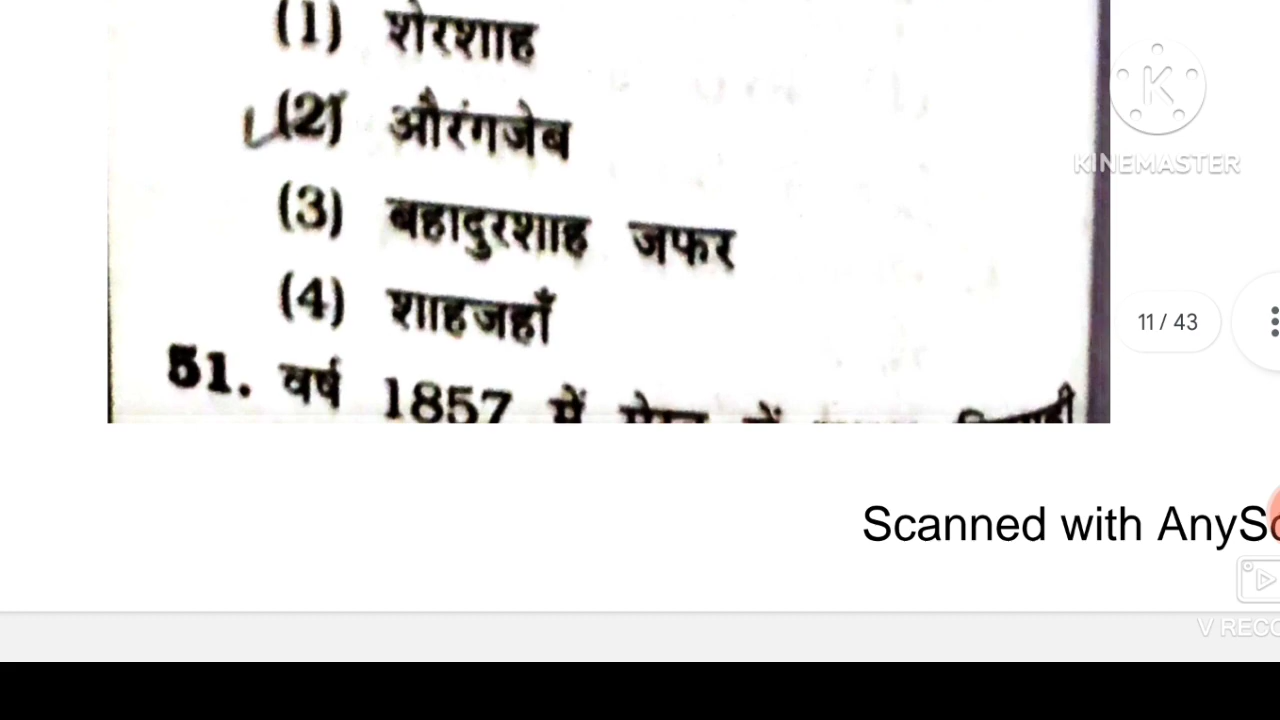 (1) शेरशाह
(2) औरंगजेब
(3) बहादुरशाह जफर
(4) शाहजहाँ
51. वर्ष 1857 में
KINEMASTER
11 / 43
Scanned with AnySc
V RECO